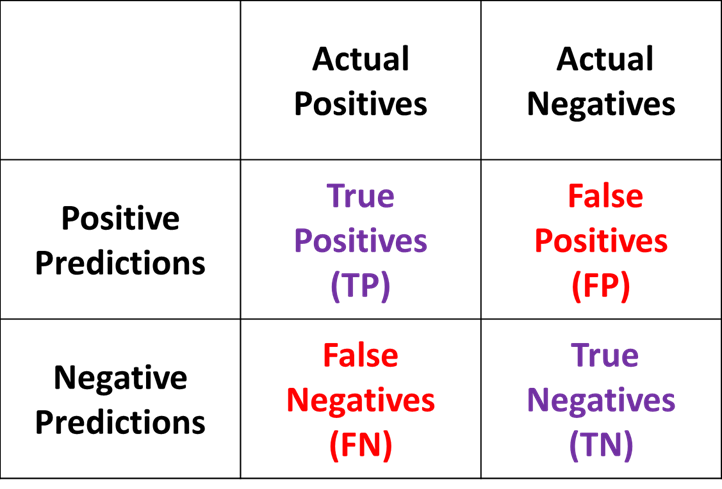 Actual
Positives
Actual
Negatives
Positive
Predictions
True
Positives
(TP)
False
Positives
(FP)
Negative
Predictions
False
Negatives
(FN)
True
Negatives
(TN)